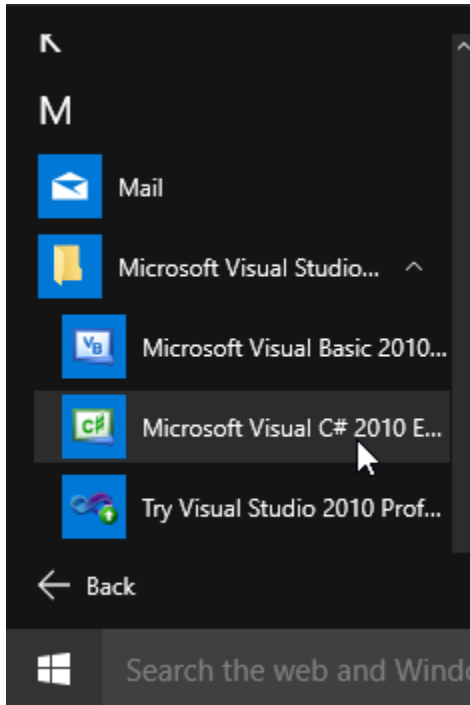 M
Mail
Microsoft Visual Studio...
VB
Microsoft Visual Basic 2010...
C#
Microsoft Visual C# 2010 E...
Try Visual Studio 2010 Prof...
Back
Search the web and Windo